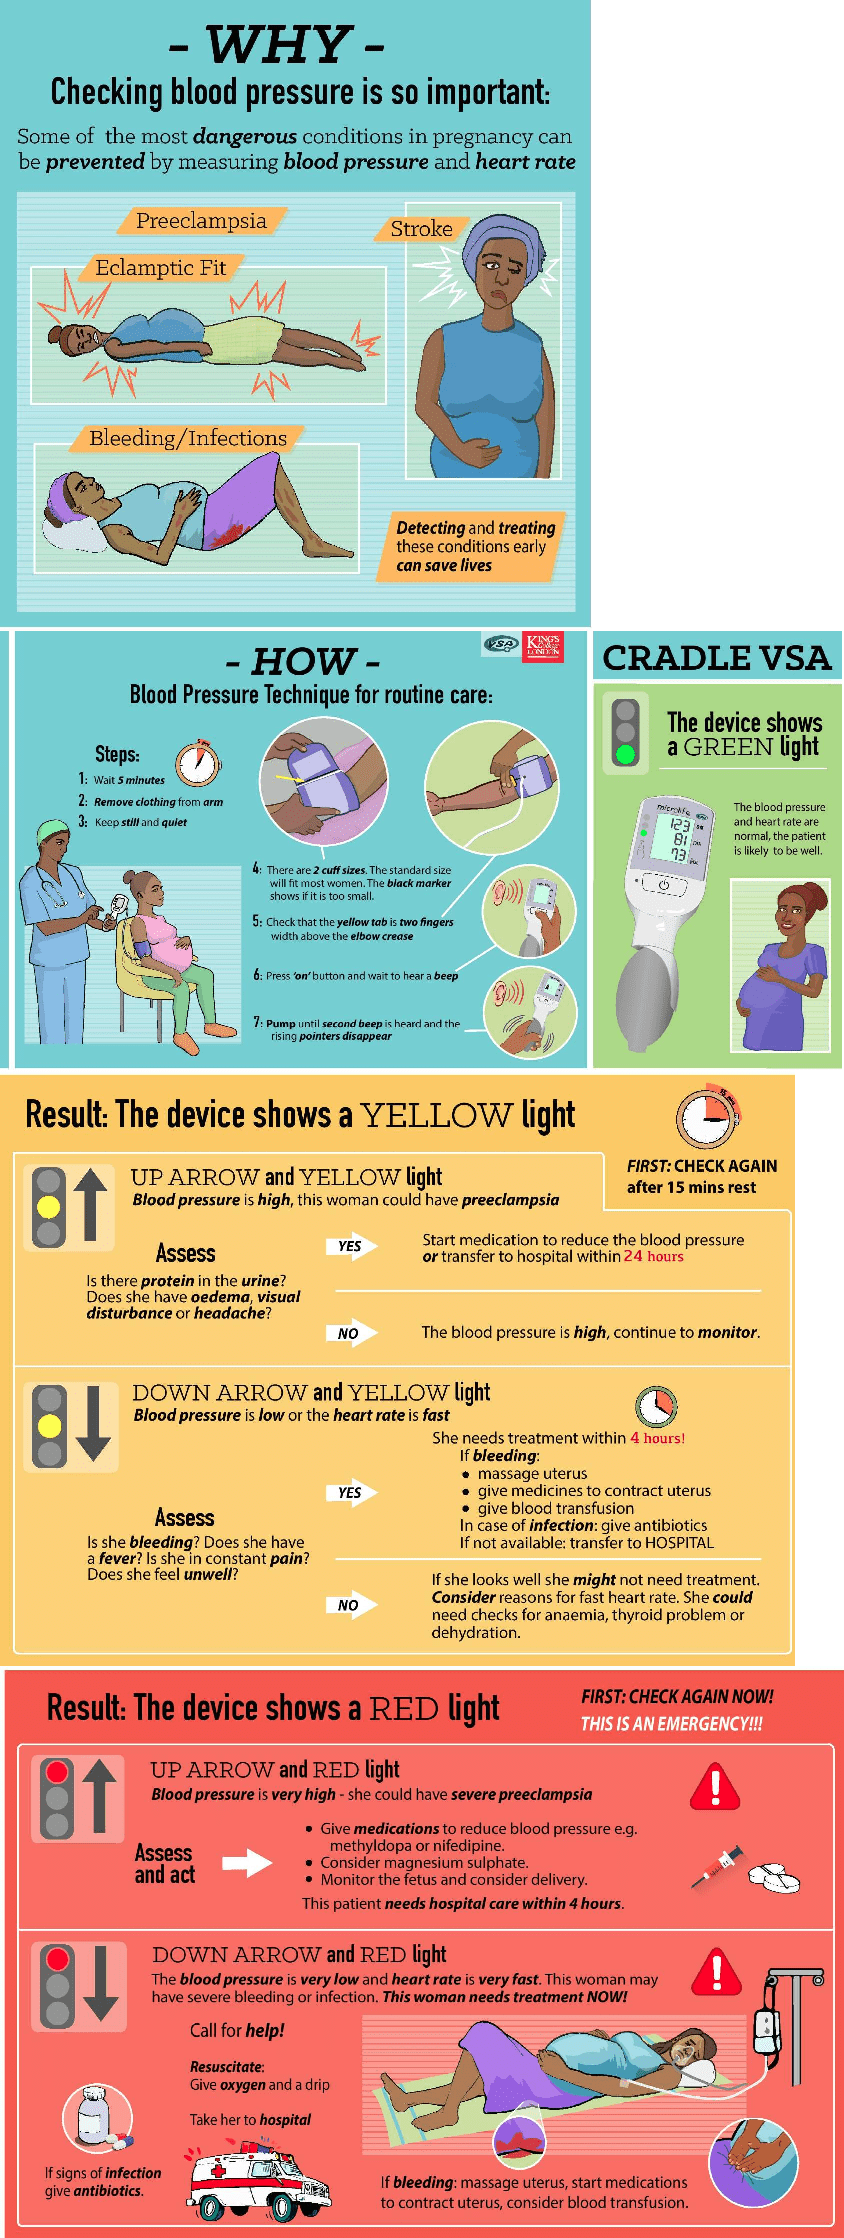 - WHY -
Checking blood pressure is so important:
Some of the most dangerous conditions in pregnancy can
be prevented by measuring blood pressure and heart rate
Preeclampsia
Stroke
Eclamptic Fit
Bleeding/Infections
Detecting and treating
these conditions early
can save lives
- HOW -
VSA
KING'S
College
LONDON
Blood Pressure Technique for routine care:
Steps:
1: Wait 5 minutes
2: Remove clothing from arm
3: Keep still and quiet
4: There are 2 cuff sizes. The standard size
will fit most women. The black marker
shows if it is too small.
5: Check that the yellow tab is two fingers
width above the elbow crease
6: Press 'on' button and wait to hear a beep
7: Pump until second beep is heard and the
rising pointers disappear
CRADLE VSA
The device shows
a GREEN light
microlife
123
81
73
The blood pressure
and heart rate are
normal, the patient
is likely to be well.
Result: The device shows a YELLOW light
FIRST: CHECK AGAIN
after 15 mins rest
UP ARROW and YELLOW light
Blood pressure is high, this woman could have preeclampsia
Assess
Is there protein in the urine?
Does she have oedema, visual
disturbance or headache?
YES
Start medication to reduce the blood pressure
or transfer to hospital within 24 hours
NO
The blood pressure is high, continue to monitor.
DOWN ARROW and YELLOW light
Blood pressure is low or the heart rate is fast
Assess
Is she bleeding? Does she have
a fever? Is she in constant pain?
Does she feel unwell?
YES
She needs treatment within 4 hours!
If bleeding:
• massage uterus
• give medicines to contract uterus
• give blood transfusion
In case of infection: give antibiotics
If not available: transfer to HOSPITAL
NO
If she looks well she might not need treatment.
Consider reasons for fast heart rate. She could
need checks for anaemia, thyroid problem or
dehydration.
Result: The device shows a RED light
FIRST: CHECK AGAIN NOW!
THIS IS AN EMERGENCY!!!
UP ARROW and RED light
Blood pressure is very high - she could have severe preeclampsia
Assess
and act
• Give medications to reduce blood pressure e.g.
methyldopa or nifedipine.
• Consider magnesium sulphate.
• Monitor the fetus and consider delivery.
This patient needs hospital care within 4 hours.
DOWN ARROW and RED light
The blood pressure is very low and heart rate is very fast. This woman may
have severe bleeding or infection. This woman needs treatment NOW!
Call for help!
Resuscitate:
Give oxygen and a drip
Take her to hospital
If signs of infection
give antibiotics.
If bleeding: massage uterus, start medications
to contract uterus, consider blood transfusion.